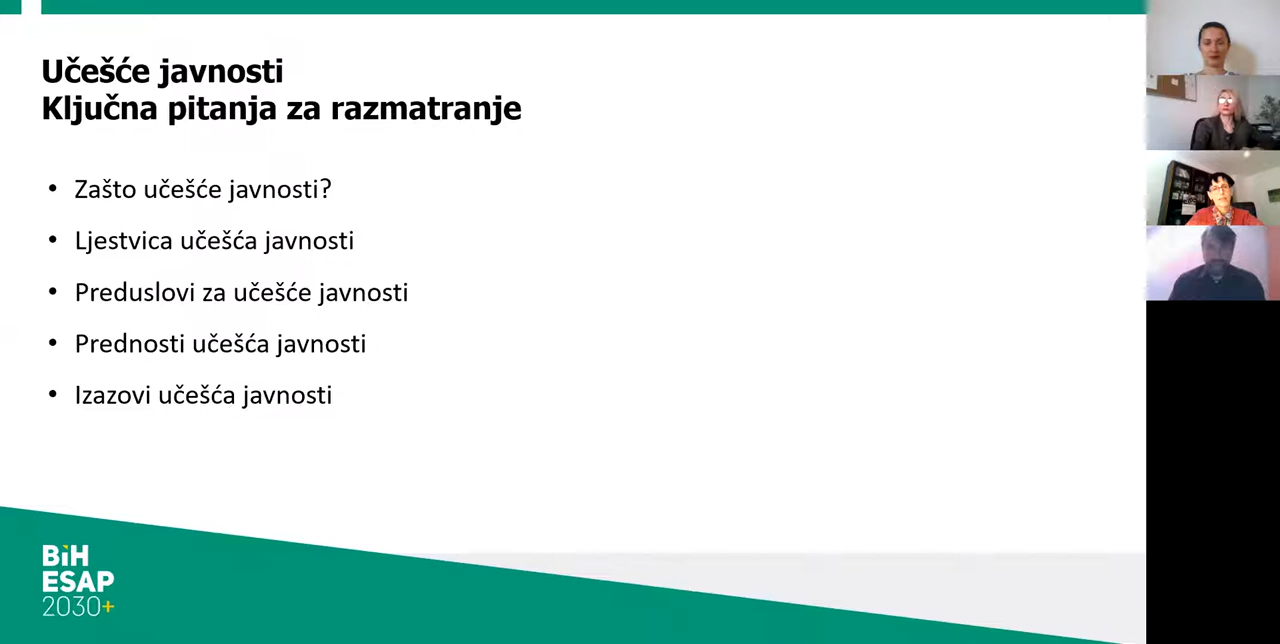 Učešće javnosti
Ključna pitanja za razmatranje
• Zašto učešće javnosti?
• Ljestvica učešća javnosti
• Preduslovi za učešće javnosti
• Prednosti učešća javnosti
• Izazovi učešća javnosti
BiH
ESAP
2030+